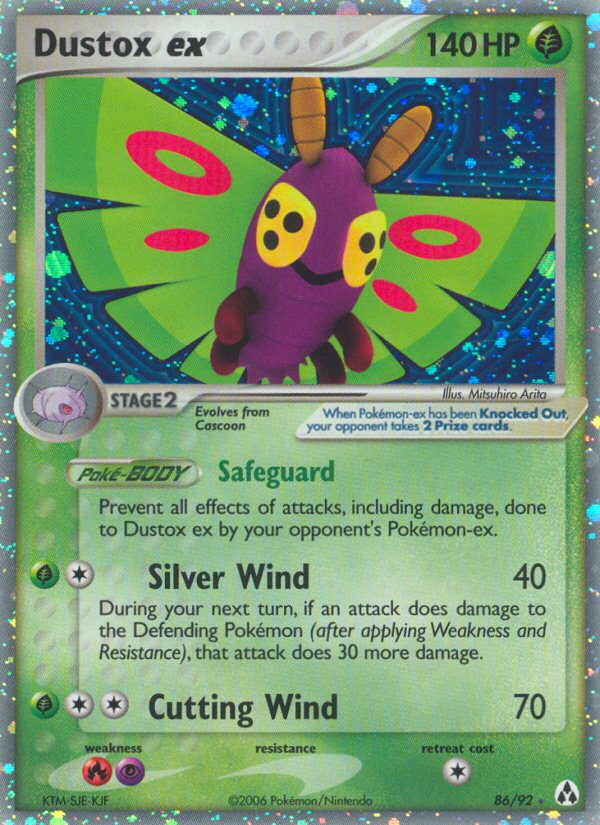 Dustox ex 140 HP
Illus. Mitsuhiro Arita
STAGE 2
Evolves from
Cascoon
When Pokémon-ex has been Knocked Out,
your opponent takes 2 Prize cards.
Poké-BODY Safeguard
Prevent all effects of attacks, including damage, done
to Dustox ex by your opponent's Pokémon-ex.
Silver Wind 40
During your next turn, if an attack does damage to
the Defending Pokémon (after applying Weakness and
Resistance), that attack does 30 more damage.
Cutting Wind 70
weakness resistance retreat cost
KTM-SJE-KJF ©2006 Pokémon/Nintendo 86/92 ★